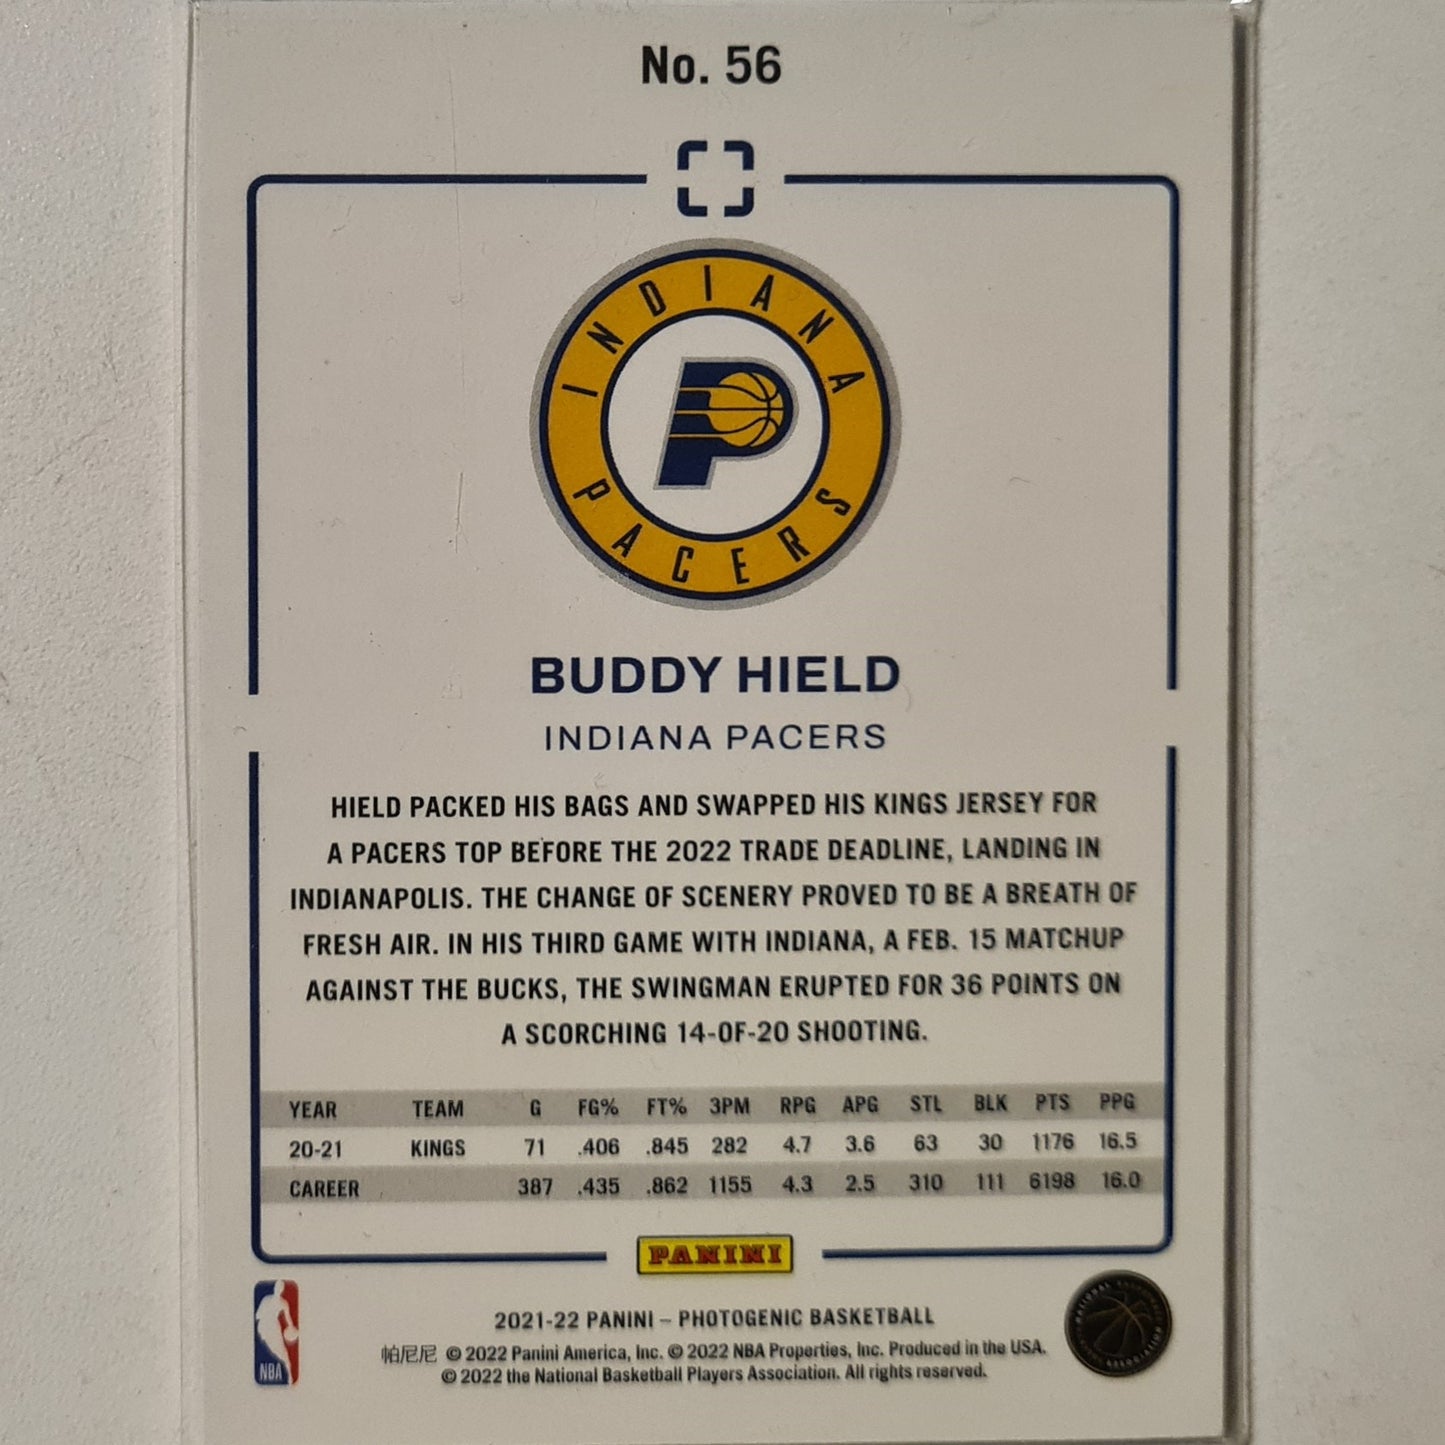 No. 56
INDIANA
PACERS
BUDDY HIELD
INDIANA PACERS
HIELD PACKED HIS BAGS AND SWAPPED HIS KINGS JERSEY FOR
A PACERS TOP BEFORE THE 2022 TRADE DEADLINE, LANDING IN
INDIANAPOLIS. THE CHANGE OF SCENERY PROVED TO BE A BREATH OF
FRESH AIR. IN HIS THIRD GAME WITH INDIANA, A FEB. 15 MATCHUP
AGAINST THE BUCKS, THE SWINGMAN ERUPTED FOR 36 POINTS ON
A SCORCHING 14-OF-20 SHOOTING.
YEAR TEAM G FG% FT% 3PM RPG APG STL BLK PTS PPG
20-21 KINGS 71 .406 .845 282 4.7 3.6 63 30 1176 16.5
CAREER 387 .435 .862 1155 4.3 2.5 310 111 6198 16.0
PANINI
NBA
2021-22 PANINI – PHOTOGENIC BASKETBALL
帕尼尼 © 2022 Panini America, Inc. © 2022 NBA Properties, Inc. Produced in the USA.
© 2022 the National Basketball Players Association. All rights reserved.
NATIONAL BASKETBALL
PLAYERS ASSOCIATION